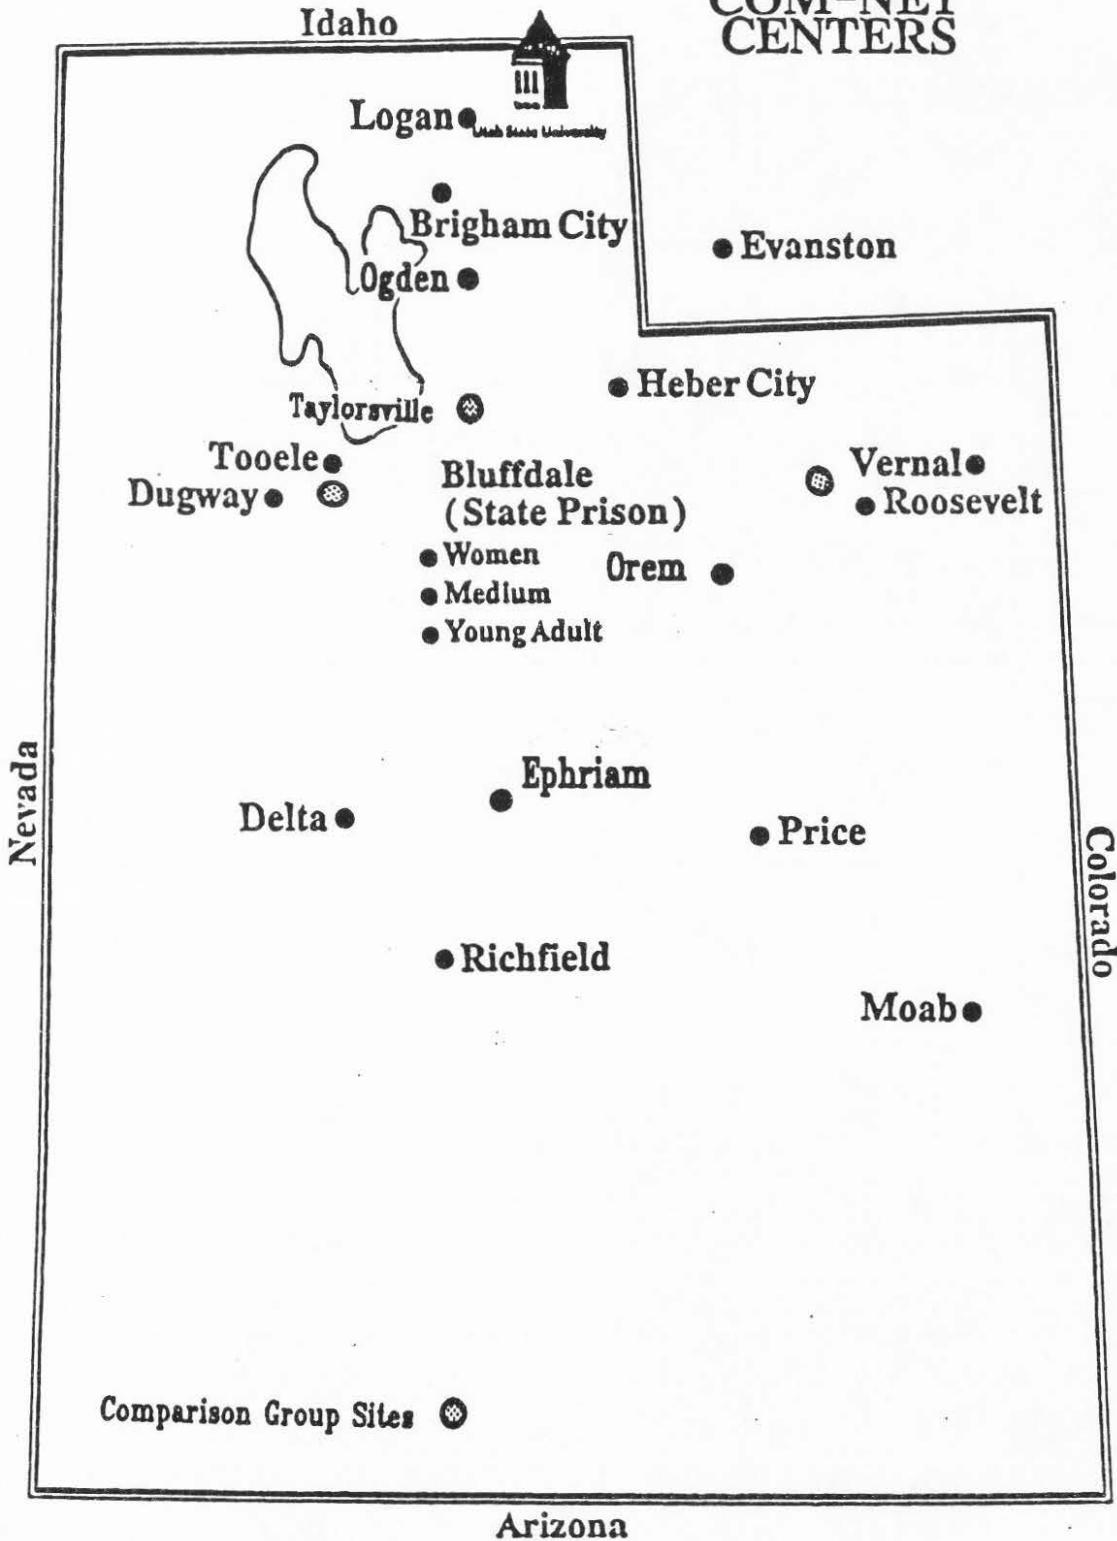 COM-NET
CENTERS
Idaho
Logan
Utah State University
Brigham City
Evanston
Ogden
Heber City
Taylorsville
Tooele
Bluffdale
(State Prison)
Vernal
Dugway
Roosevelt
Women
Orem
Medium
Young Adult
Nevada
Ephriam
Delta
Price
Colorado
Richfield
Moab
Comparison Group Sites
Arizona